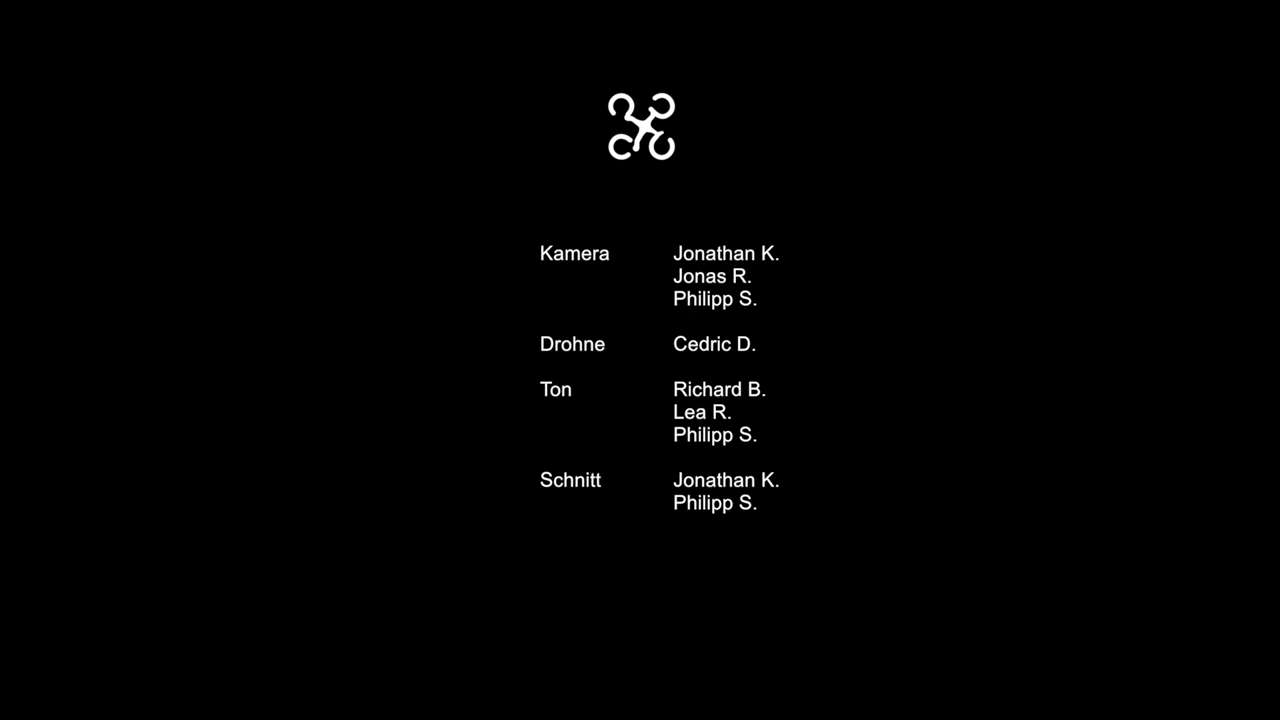 Kamera Jonathan K.
Jonas R.
Philipp S.
Drohne Cedric D.
Ton Richard B.
Lea R.
Philipp S.
Schnitt Jonathan K.
Philipp S.